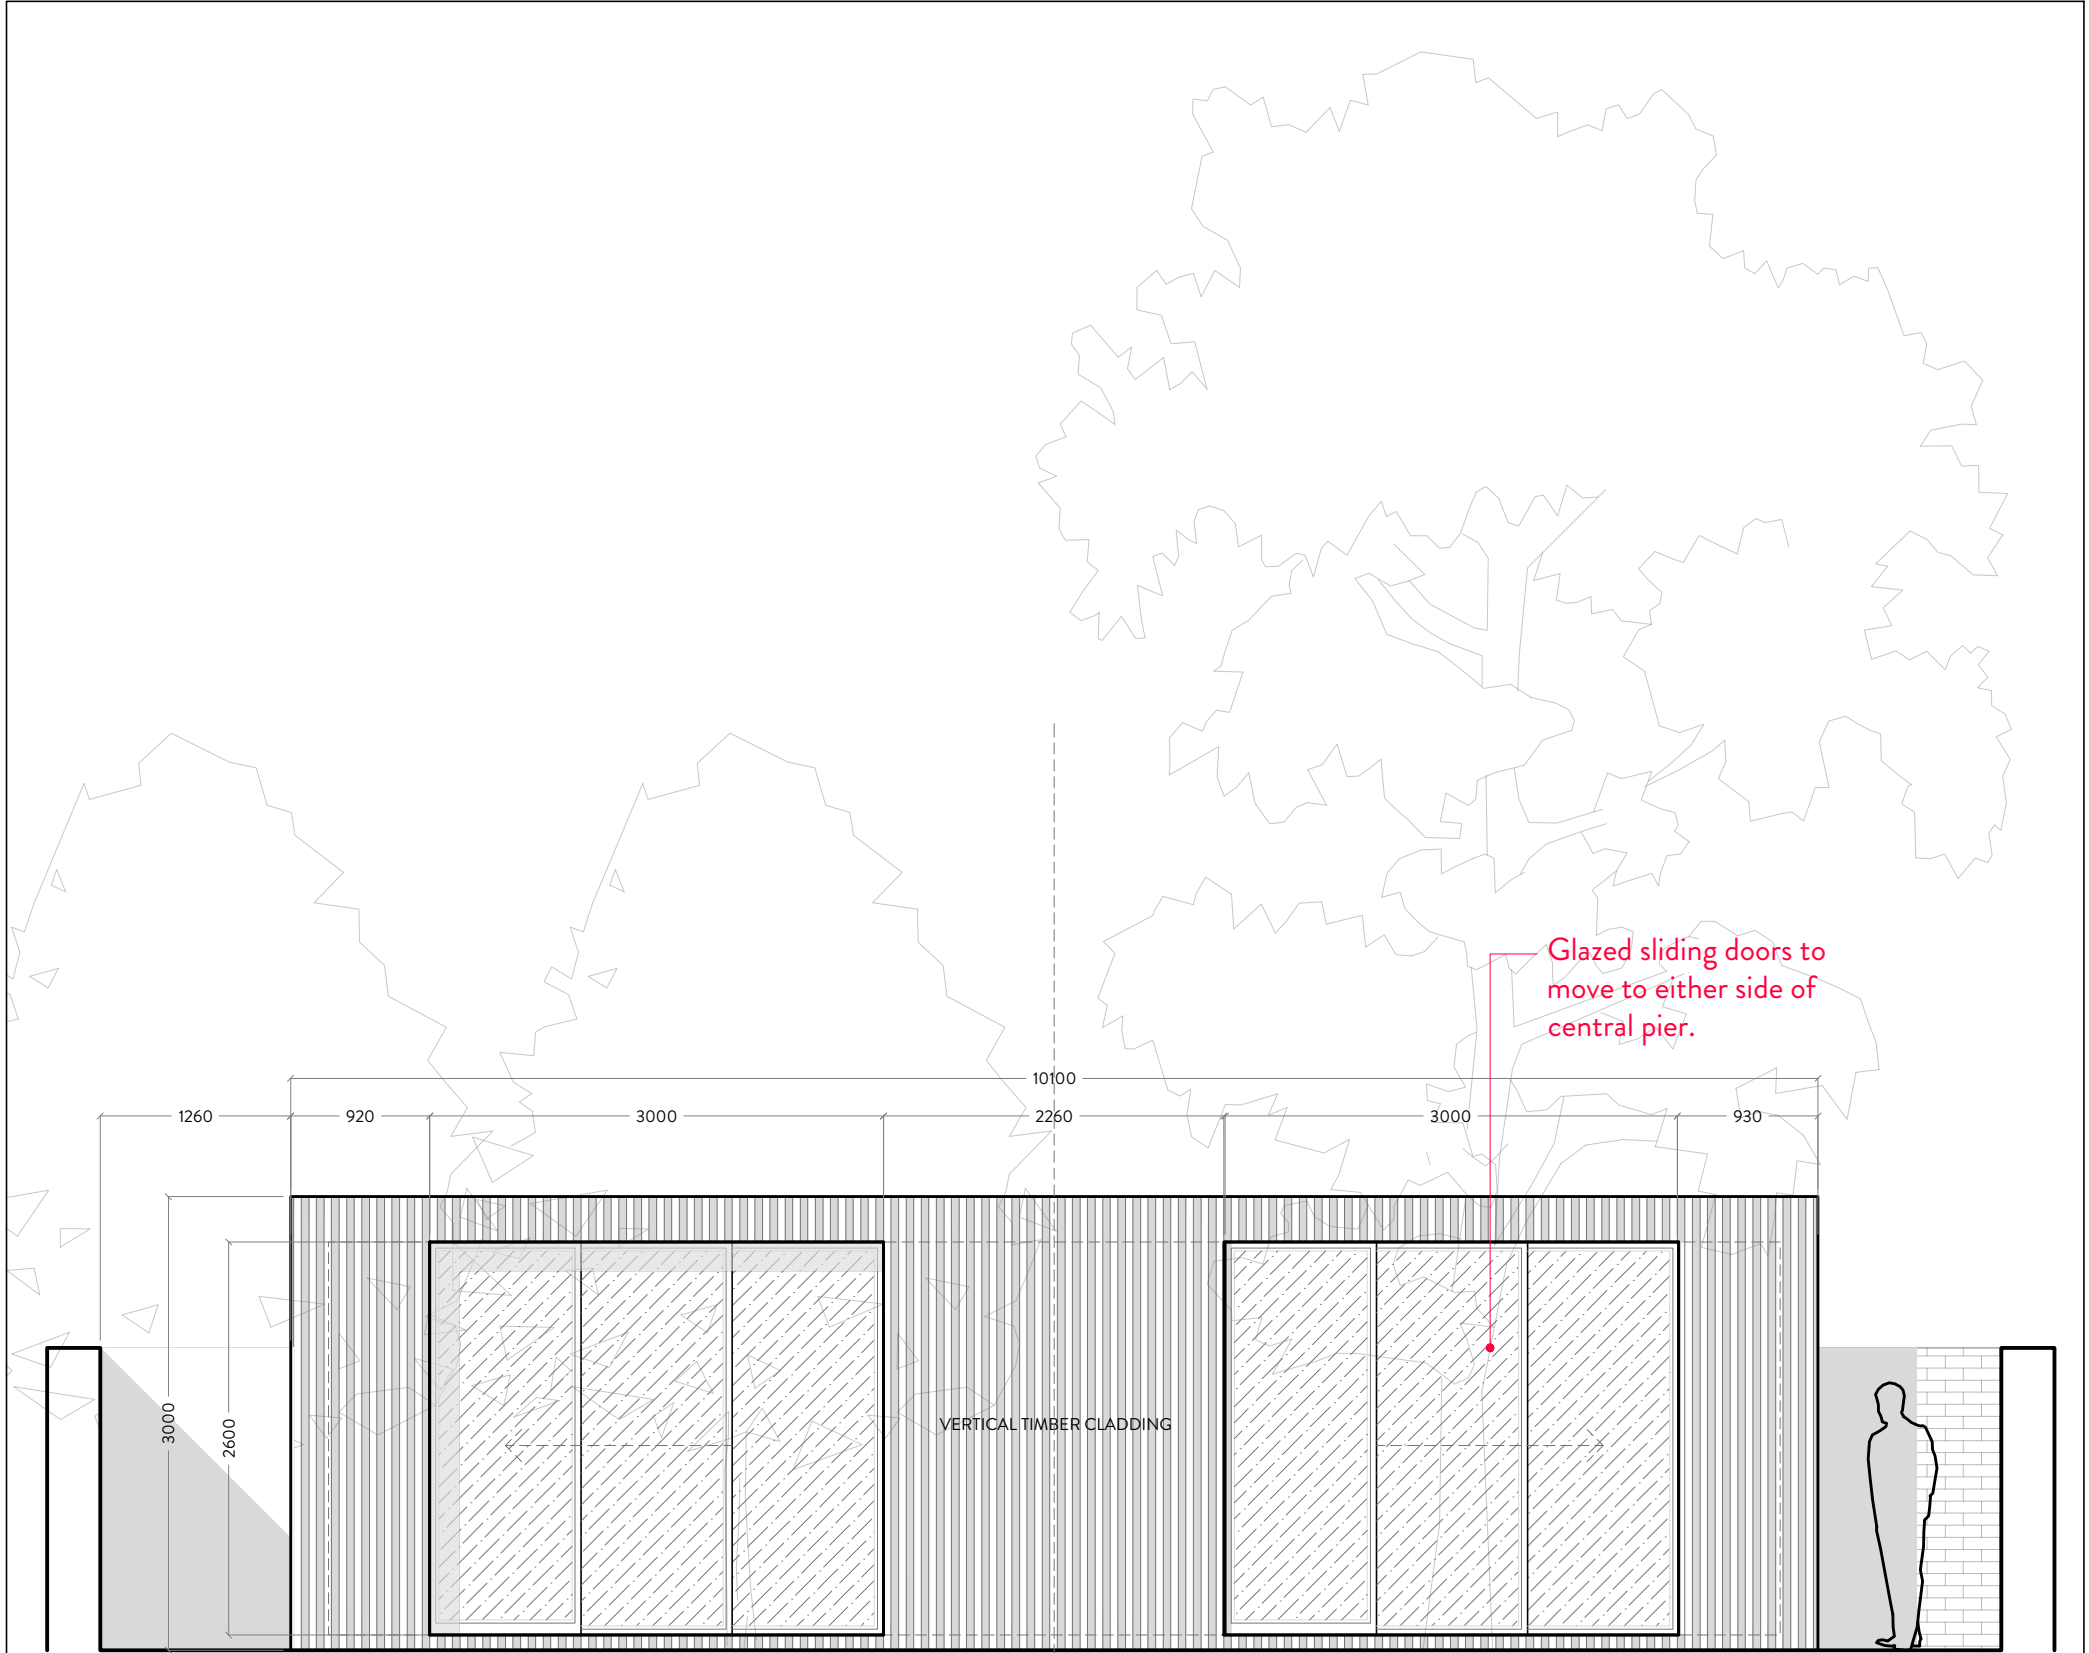 Glazed sliding doors to
move to either side of
central pier.
10100
1260 920 3000 2260 3000 930
3000
2600
VERTICAL TIMBER CLADDING